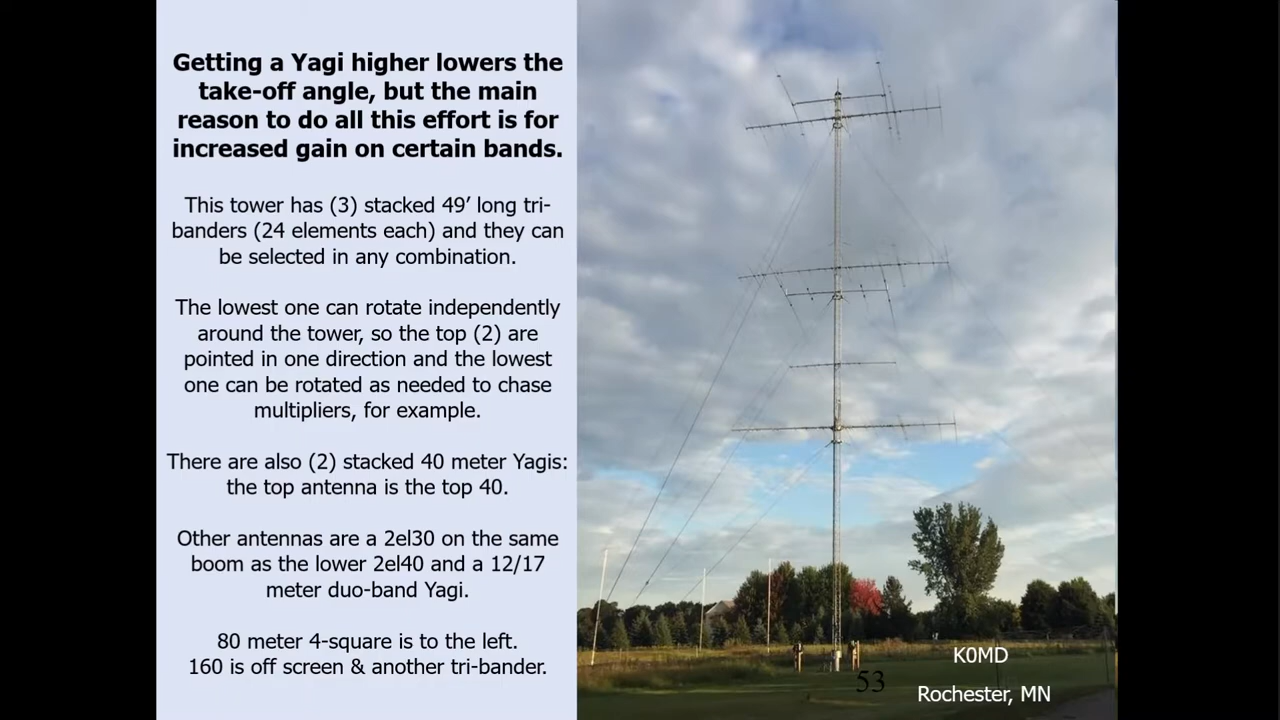 Getting a Yagi higher lowers the
take-off angle, but the main
reason to do all this effort is for
increased gain on certain bands.
This tower has (3) stacked 49’ long tri-
banders (24 elements each) and they can
be selected in any combination.
The lowest one can rotate independently
around the tower, so the top (2) are
pointed in one direction and the lowest
one can be rotated as needed to chase
multipliers, for example.
There are also (2) stacked 40 meter Yagis:
the top antenna is the top 40.
Other antennas are a 2el30 on the same
boom as the lower 2el40 and a 12/17
meter duo-band Yagi.
80 meter 4-square is to the left.
160 is off screen & another tri-bander.
K0MD
53
Rochester, MN